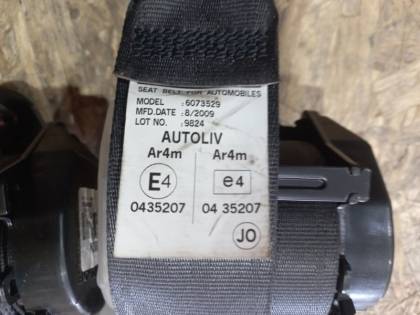 SEAT BELT FOR AUTOMOBILES
MODEL :6073529
MFD.DATE :8/2009
LOT NO. :9824
AUTOLIV
Ar4m Ar4m
E4 e4
0435207 04 35207
JO